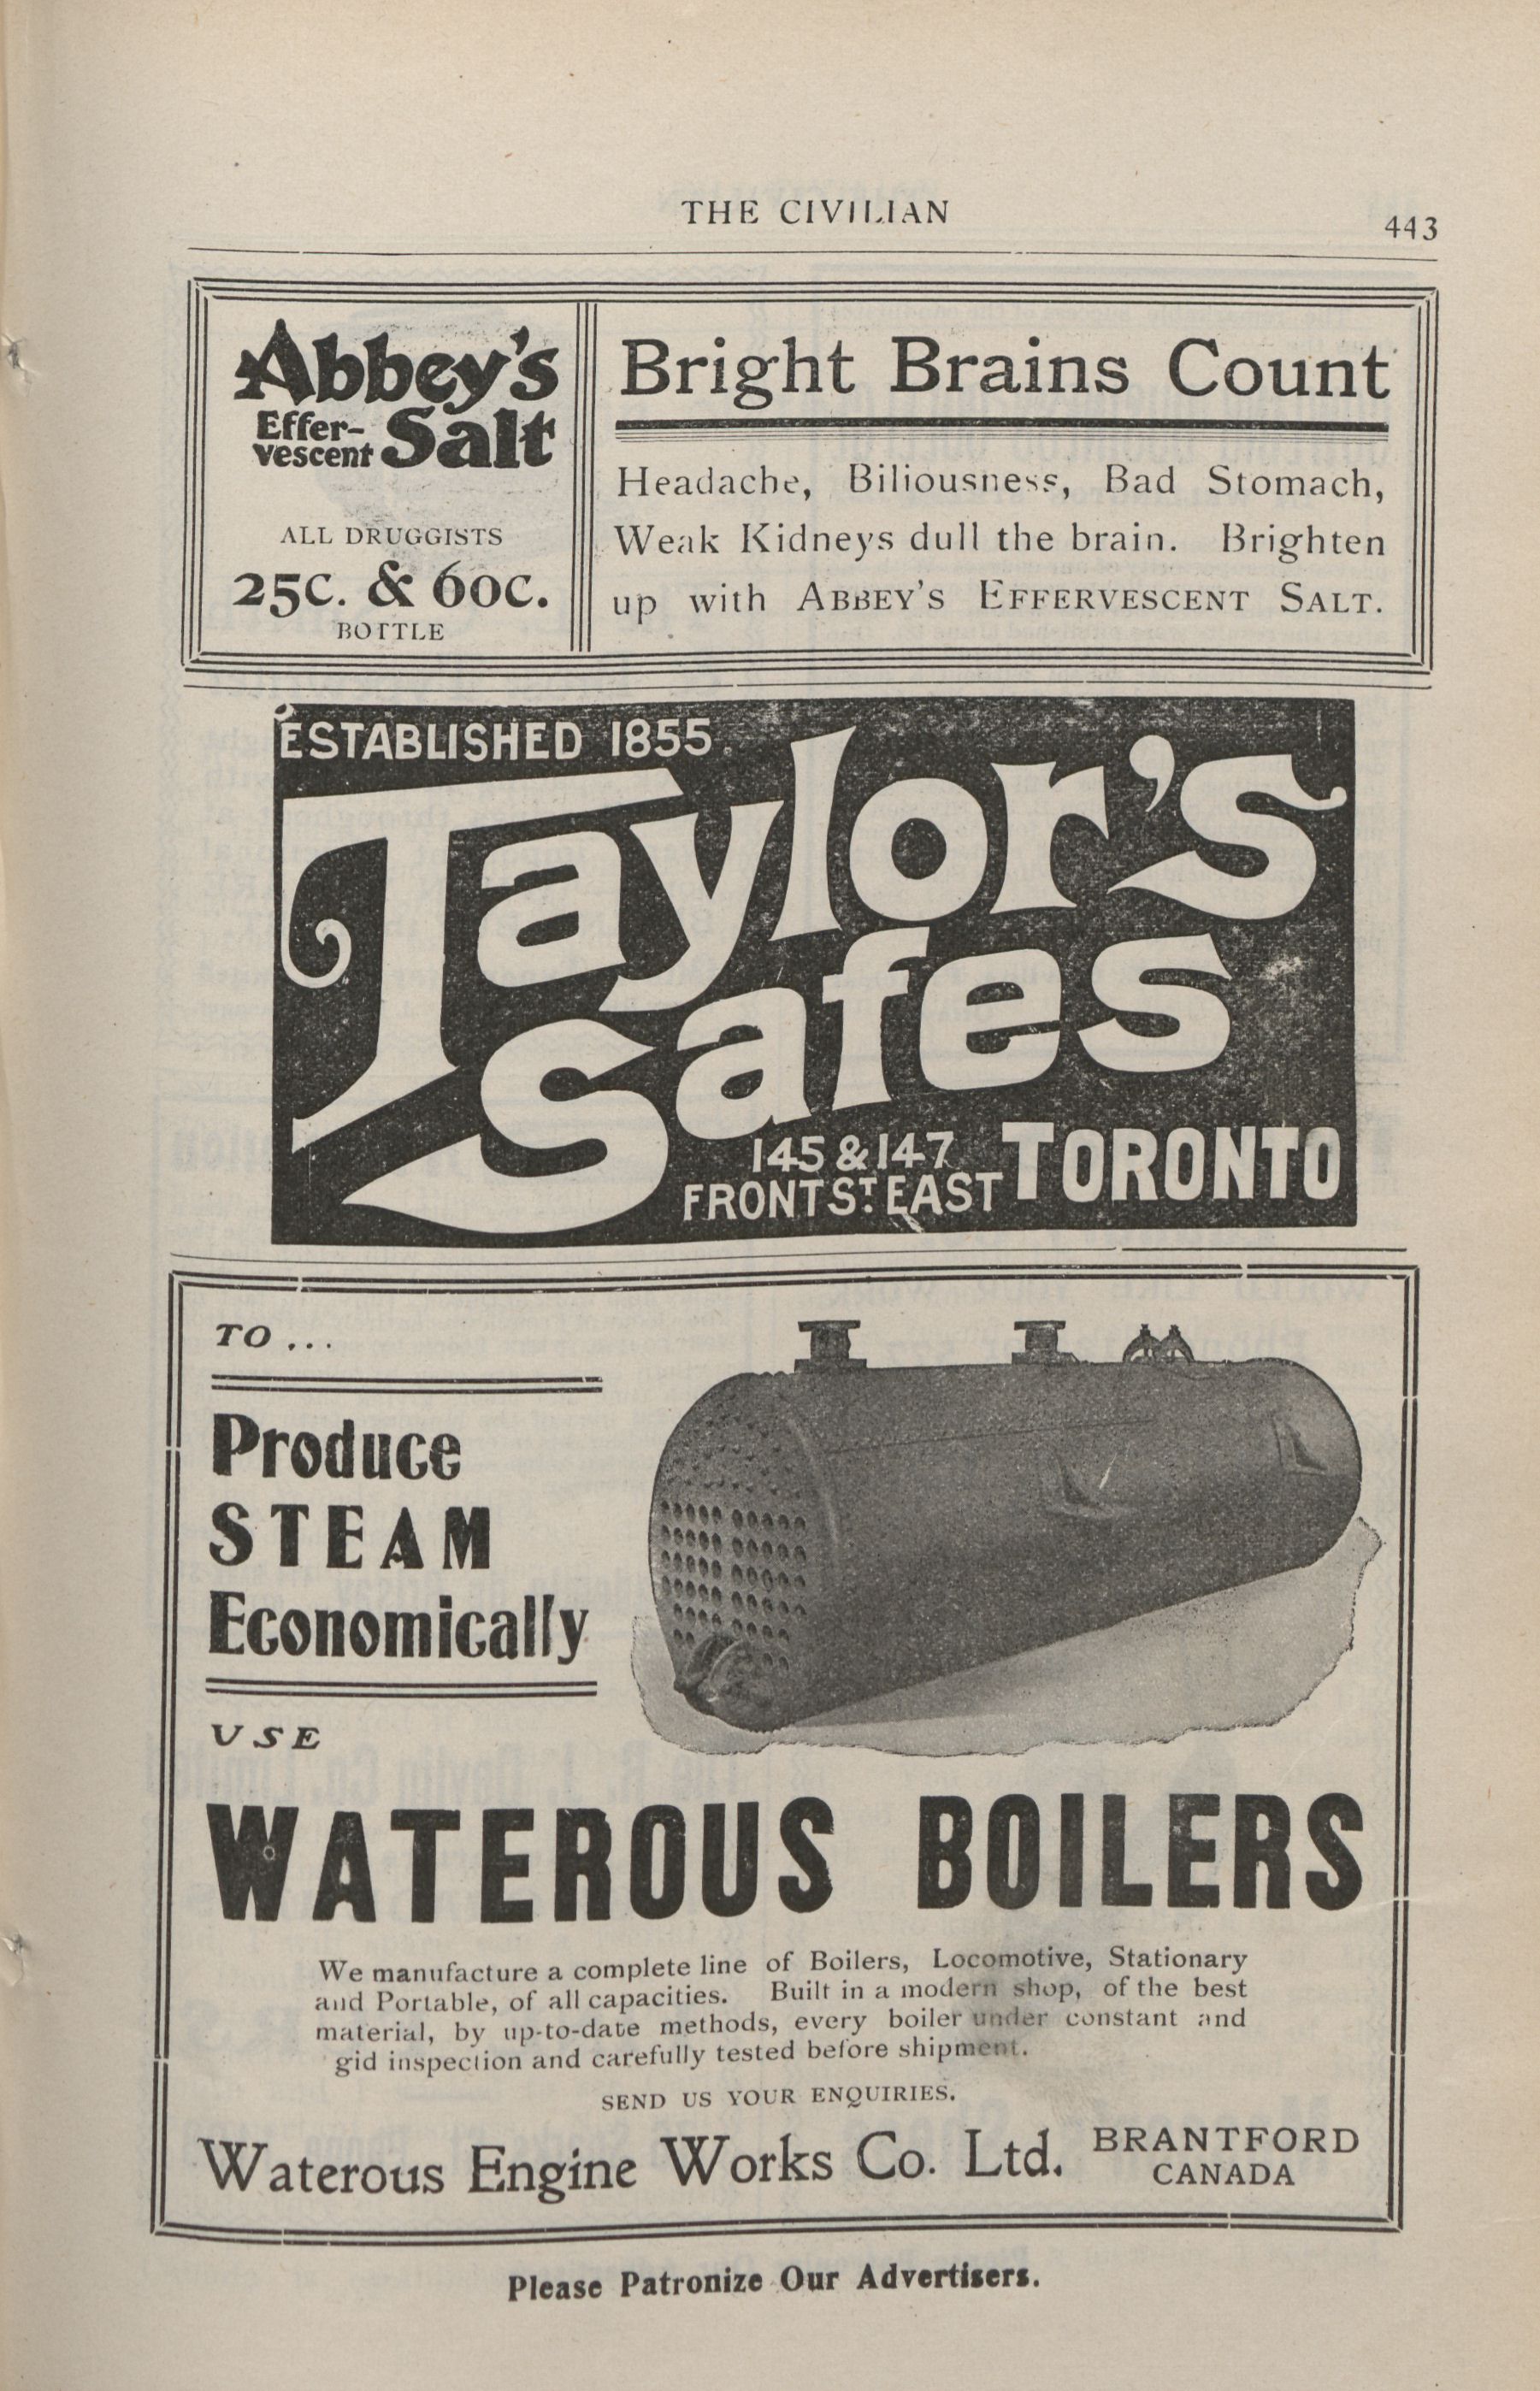 THE CIVILIAN
443
Abbey's
Effer-
vescent Salt
ALL DRUGGISTS
25C. & 60C.
BOTTLE
Bright Brains Count
Headache, Biliousness, Bad Stomach,
Weak Kidneys dull the brain. Brighten
up with ABBEY'S EFFERVESCENT SALT.
ESTABLISHED 1855
Taylor's
Safes
145 & 147
FRONT ST. EAST TORONTO
TO ...
Produce
STEAM
Economically
USE
WATEROUS BOILERS
We manufacture a complete line of Boilers, Locomotive, Stationary
and Portable, of all capacities. Built in a modern shop, of the best
material, by up-to-date methods, every boiler under constant and
gid inspection and carefully tested before shipment.
SEND US YOUR ENQUIRIES.
Waterous Engine Works Co. Ltd. BRANTFORD
CANADA
Please Patronize Our Advertisers.